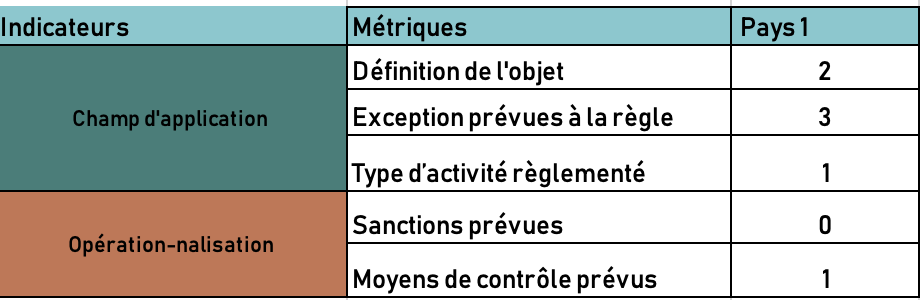 Indicateurs Métriques Pays 1
Champ d'application
Définition de l'objet 2
Exception prévues à la règle 3
Type d’activité règlementé 1
Opération-nalisation
Sanctions prévues 0
Moyens de contrôle prévus 1